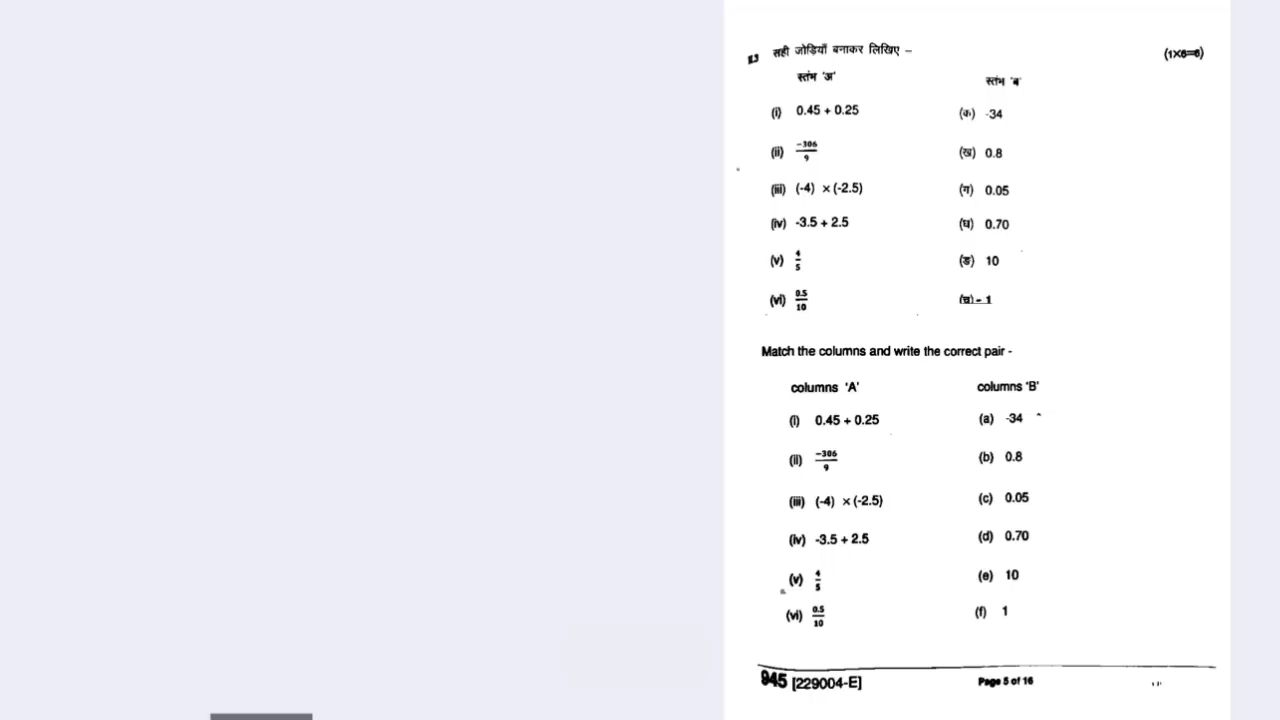 सही जोडियाँ बनाकर लिखिए – (1×6=6)
स्तंभ 'अ' स्तंभ 'ब'
(i) 0.45 + 0.25 (क) -34
(ii) −306/9 (ख) 0.8
(iii) (-4) × (-2.5) (ग) 0.05
(iv) -3.5 + 2.5 (घ) 0.70
(v) 4/5 (ङ) 10
(vi) 0.5/10 (च) - 1
Match the columns and write the correct pair -
columns 'A' columns 'B'
(i) 0.45 + 0.25 (a) -34
(ii) −306/9 (b) 0.8
(iii) (-4) × (-2.5) (c) 0.05
(iv) -3.5 + 2.5 (d) 0.70
(v) 4/5 (e) 10
(vi) 0.5/10 (f) 1
945 [229004-E] Page 5 of 16